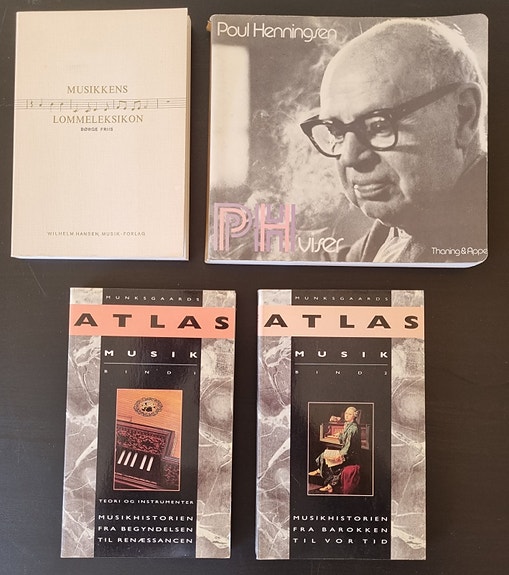 MUSIKKENS
LOMMELEKSIKON
BØRGE FRIIS
WILHELM HANSEN, MUSIK-FORLAG
Poul Henningsen
PH viser
Thaning & Appel
MUNKSGAARDS
ATLAS
MUSIK
BIND 1
TEORI OG INSTRUMENTER
MUSIKHISTORIEN
FRA BEGYNDELSEN
TIL RENÆSSANCEN
MUNKSGAARDS
ATLAS
MUSIK
BIND 2
MUSIKHISTORIEN
FRA BAROKKEN
TIL VOR TID